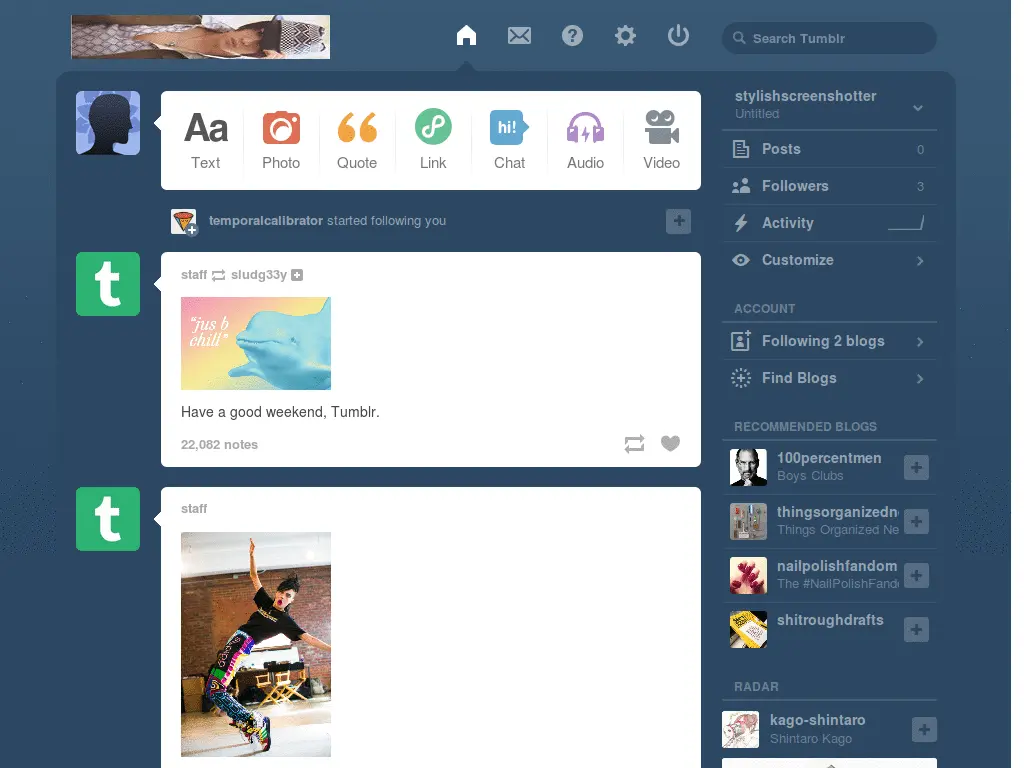 Search Tumblr
Aa
Text
Photo
Quote
Link
hi!
Chat
Audio
Video
temporalcalibrator started following you
t
staff sludg33y
"jus b
chill"
Have a good weekend, Tumblr.
22,082 notes
t
staff
stylishscreenshotter
Untitled
Posts 0
Followers 3
Activity
Customize
ACCOUNT
Following 2 blogs
Find Blogs
RECOMMENDED BLOGS
100percentmen
Boys Clubs
thingsorganizedn
Things Organized Ne
nailpolishfandom
The #NailPolishFand
shitroughdrafts
RADAR
kago-shintaro
Shintaro Kago